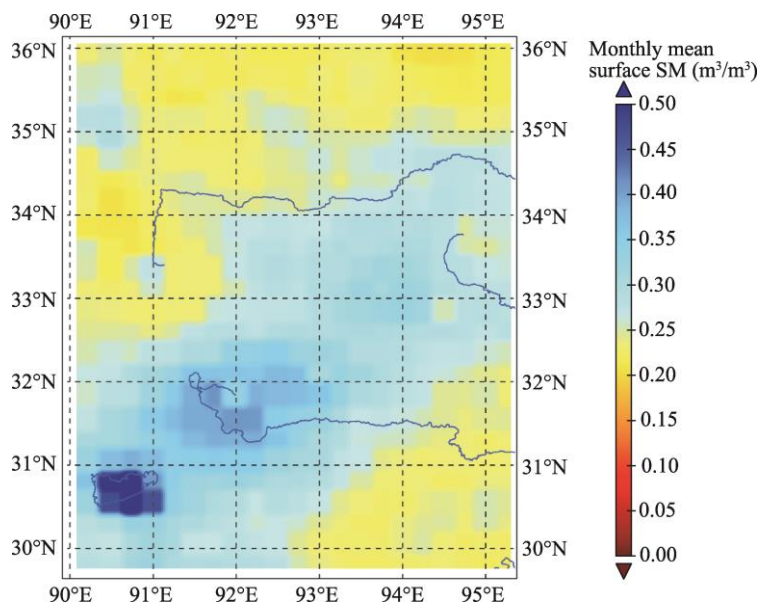 90°E 91°E 92°E 93°E 94°E 95°E
36°N 36°N
Monthly mean
surface SM (m³/m³)
0.50
35°N 35°N
0.45
0.40
34°N 34°N
0.35
0.30
33°N 33°N
0.25
32°N 32°N
0.20
0.15
31°N 31°N
0.10
0.05
30°N 30°N
0.00
90°E 91°E 92°E 93°E 94°E 95°E